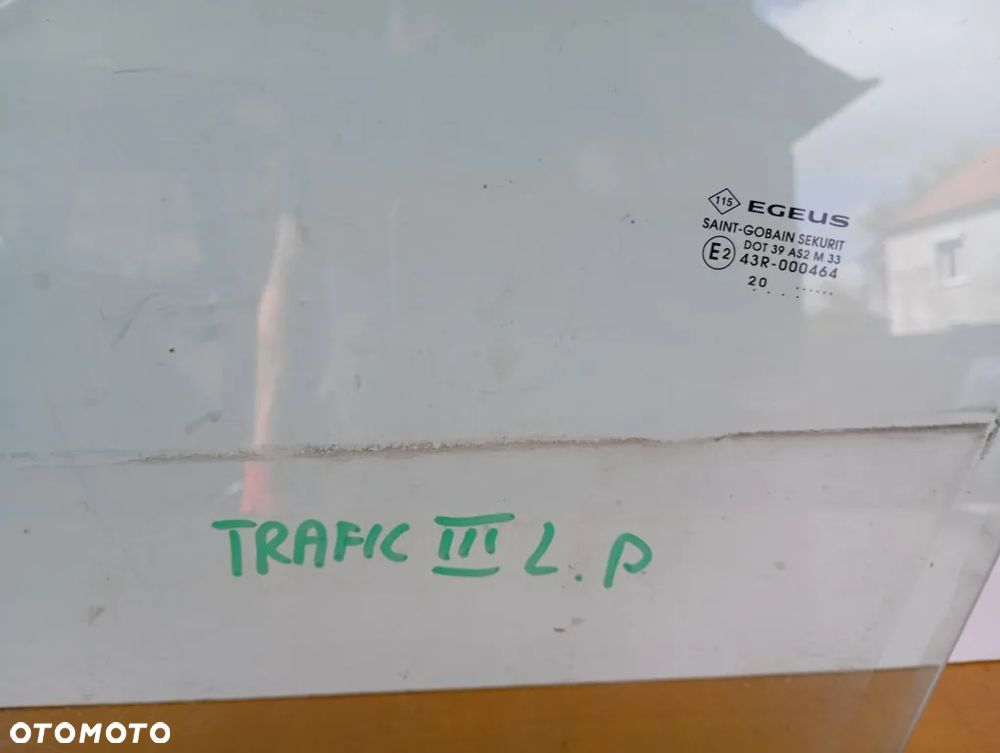 115 EGEUS
SAINT-GOBAIN SEKURIT
E2 DOT 39 AS2 M 33
43R-000464
20 .......
. . . .
TRAFIC III L.P
OTOMOTO